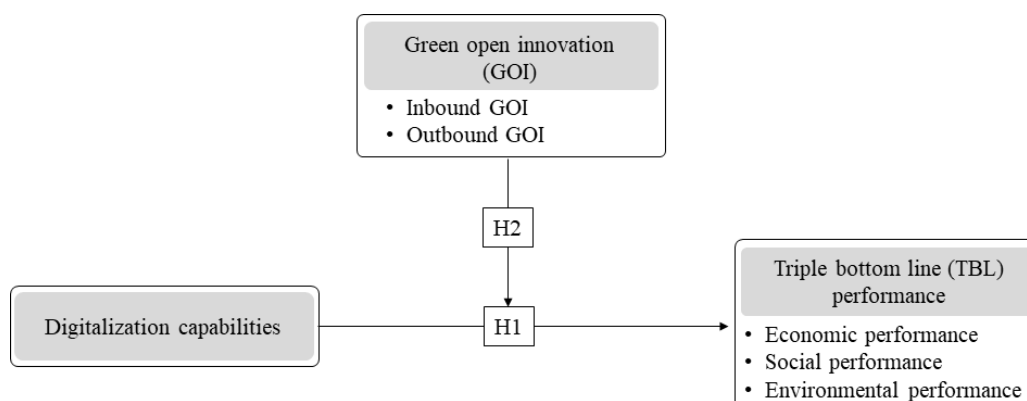 Green open innovation
(GOI)
• Inbound GOI
• Outbound GOI
H2
Digitalization capabilities
H1
Triple bottom line (TBL)
performance
• Economic performance
• Social performance
• Environmental performance